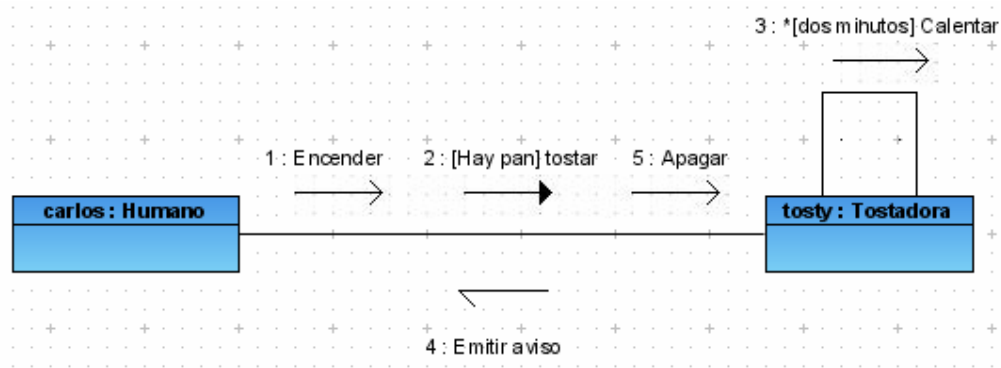 3 : *[dos minutos] Calentar
1 : Encender
2 : [Hay pan] tostar
5 : Apagar
carlos : Humano
tosty : Tostadora
4 : Emitir aviso